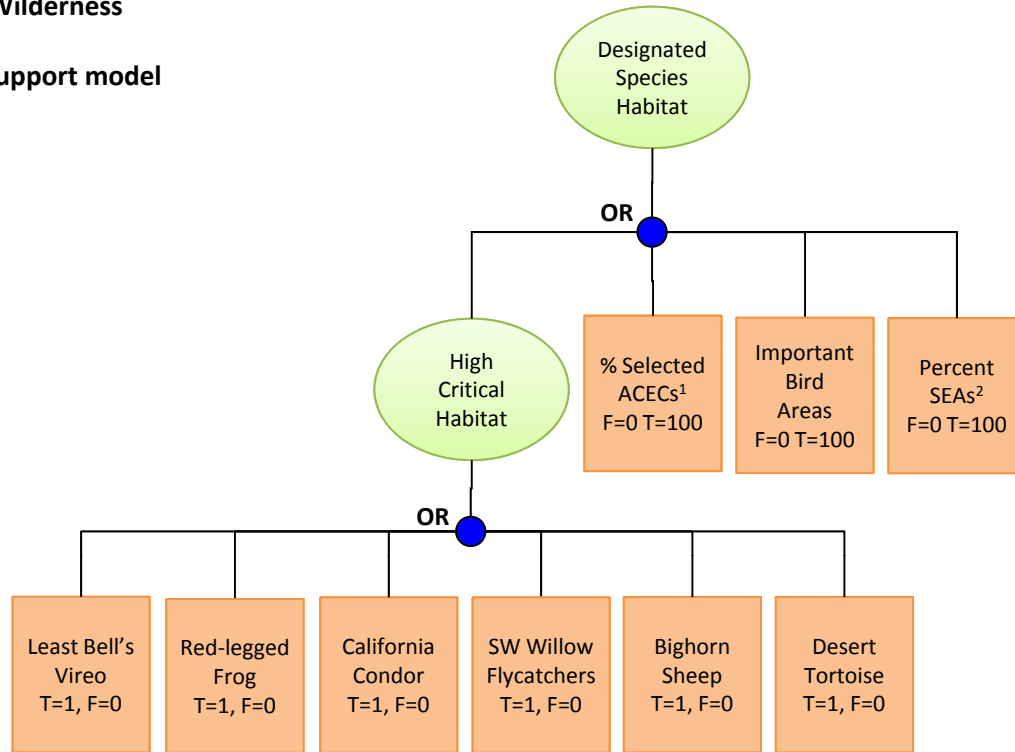 Wilderness
upport model
Designated
Species
Habitat
OR
High
Critical
Habitat
% Selected
ACECs¹
F=0 T=100
Important
Bird
Areas
F=0 T=100
Percent
SEAs²
F=0 T=100
OR
Least Bell's
Vireo
T=1, F=0
Red-legged
Frog
T=1, F=0
California
Condor
T=1, F=0
SW Willow
Flycatchers
T=1, F=0
Bighorn
Sheep
T=1, F=0
Desert
Tortoise
T=1, F=0